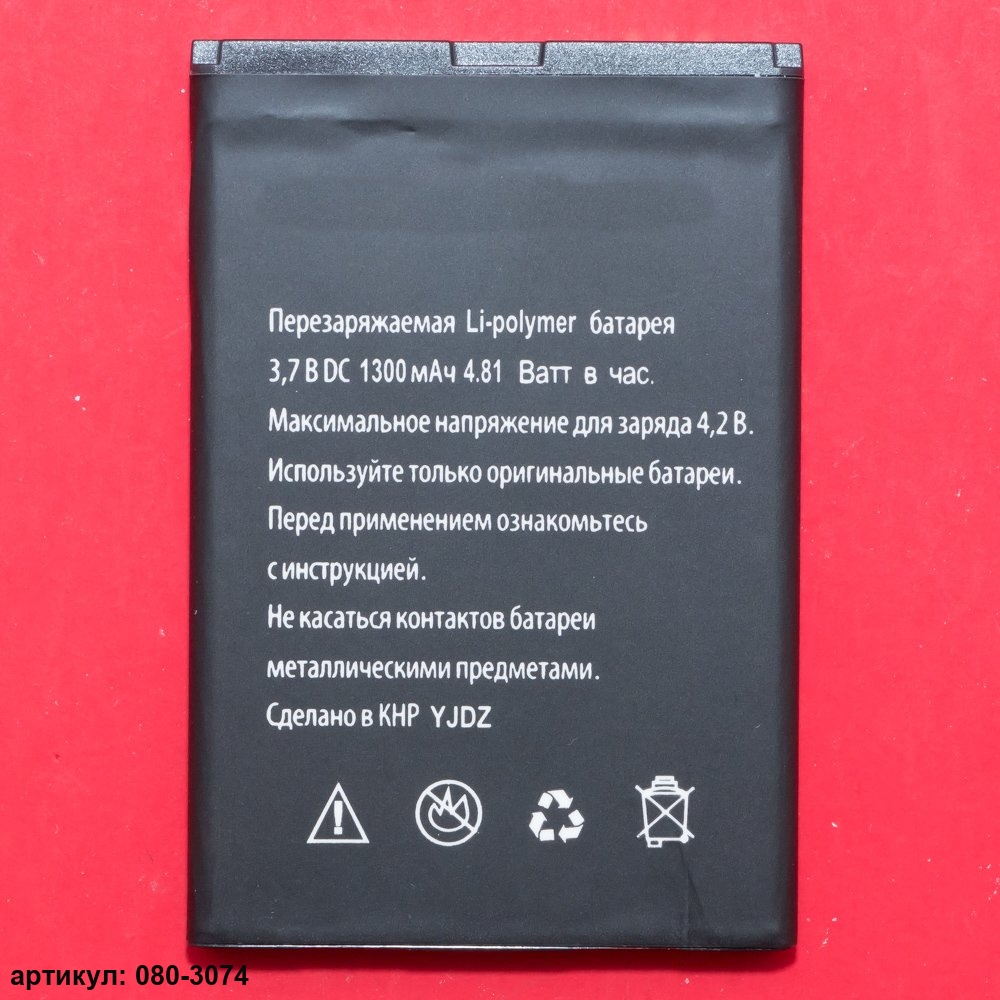 Перезаряжаемая Li-polymer батарея
3,7 В DC 1300 мАч 4.81 Ватт в час.
Максимальное напряжение для заряда 4,2 В.
Используйте только оригинальные батареи.
Перед применением ознакомьтесь
с инструкцией.
Не касаться контактов батареи
металлическими предметами.
Сделано в КНР YJDZ
артикул: 080-3074